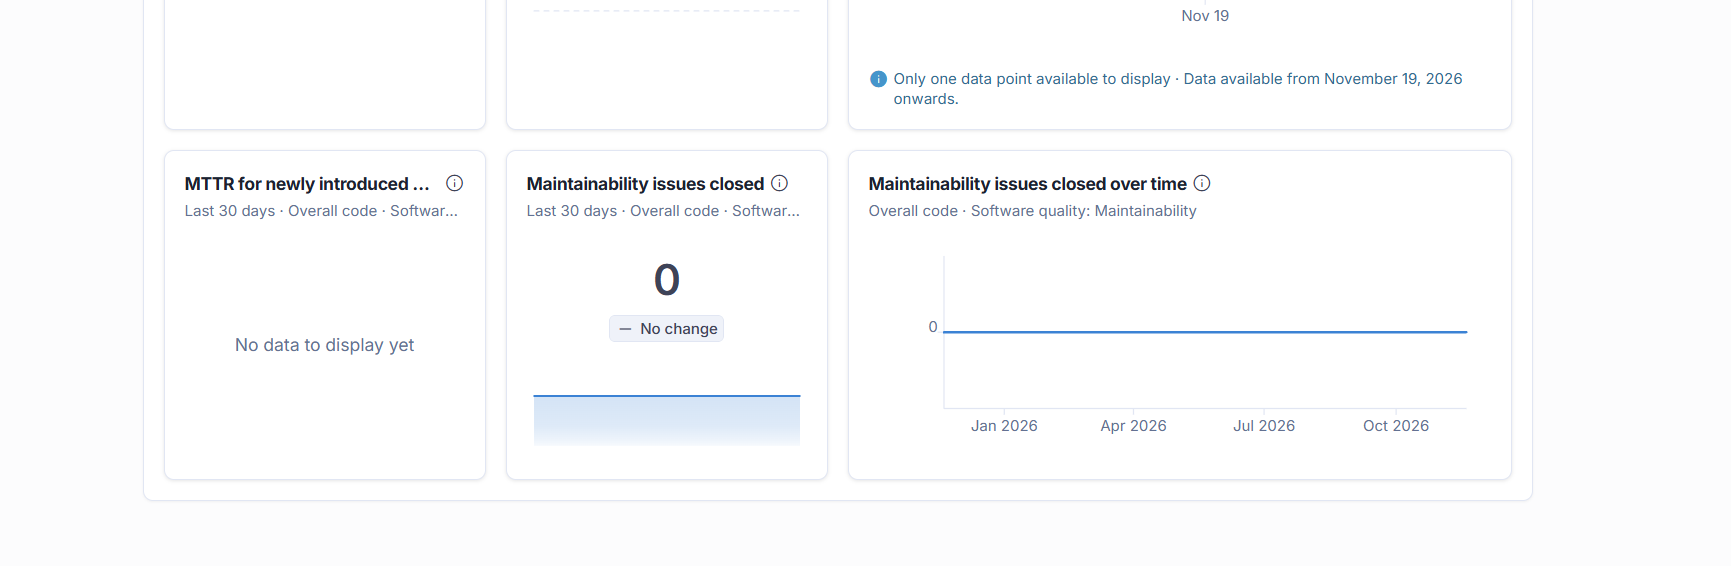 Nov 19
Only one data point available to display · Data available from November 19, 2026
onwards.
MTTR for newly introduced ...
Last 30 days · Overall code · Softwar...
No data to display yet
Maintainability issues closed
Last 30 days · Overall code · Softwar...
0
— No change
Maintainability issues closed over time
Overall code · Software quality: Maintainability
0
Jan 2026 Apr 2026 Jul 2026 Oct 2026